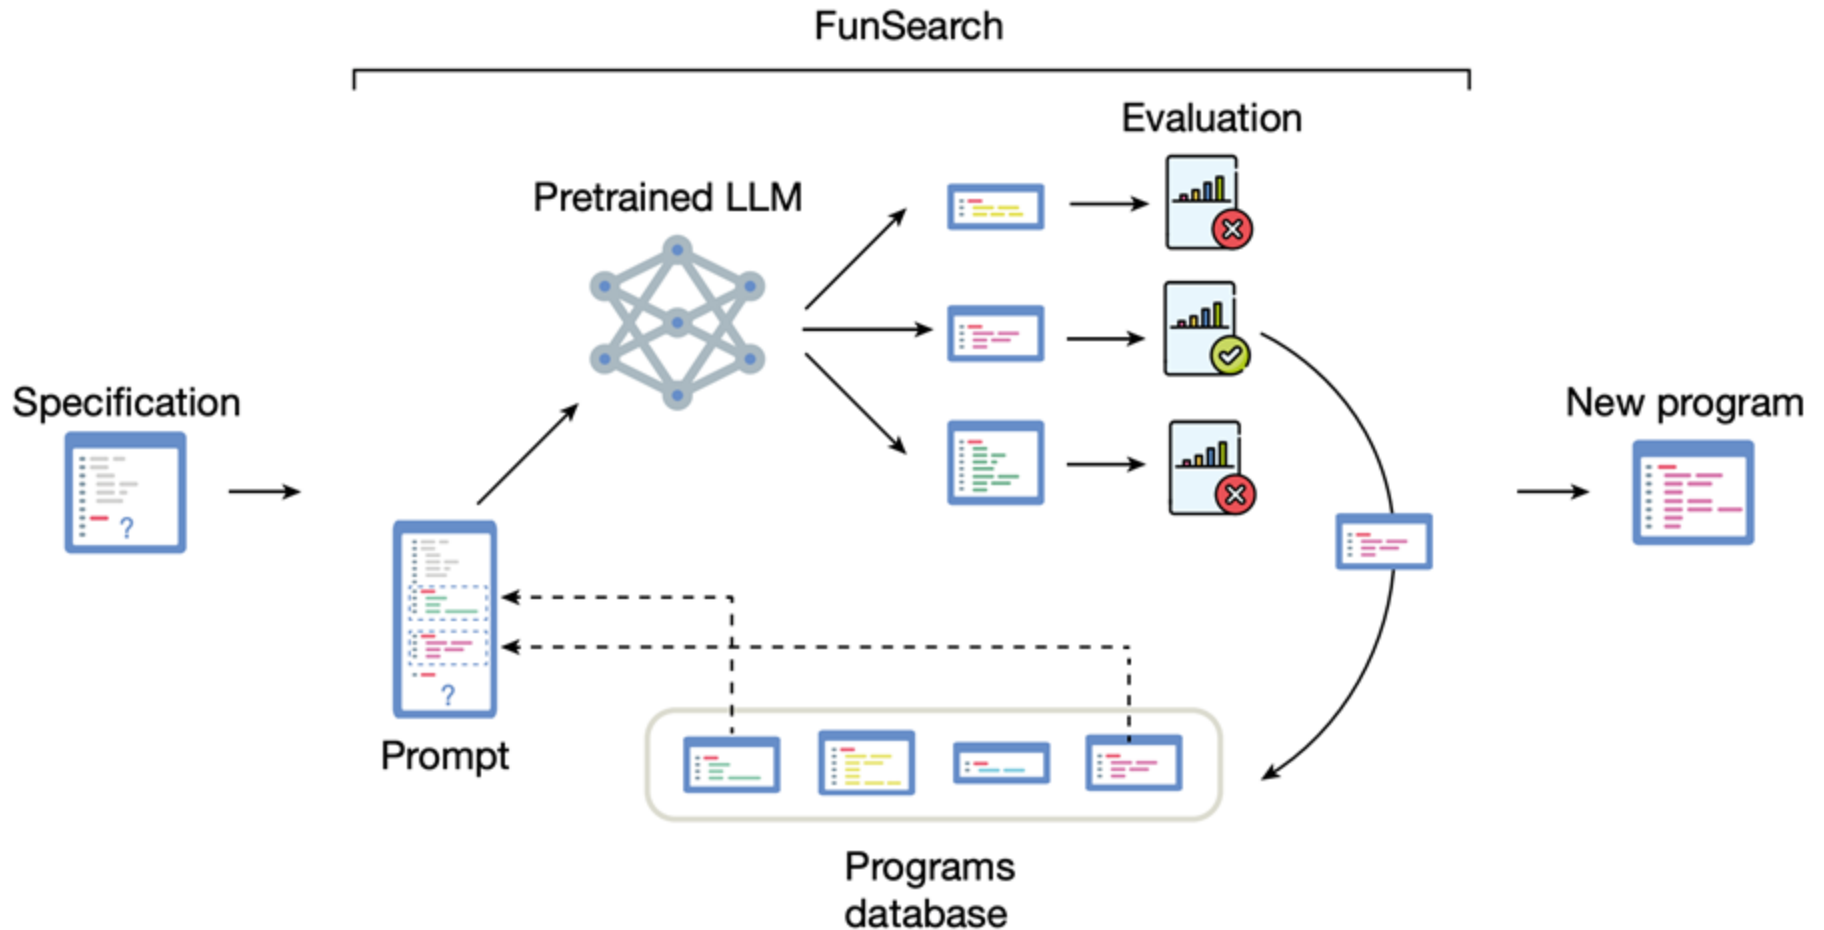 FunSearch
Evaluation
Pretrained LLM
Specification
?
New program
?
Prompt
Programs
database